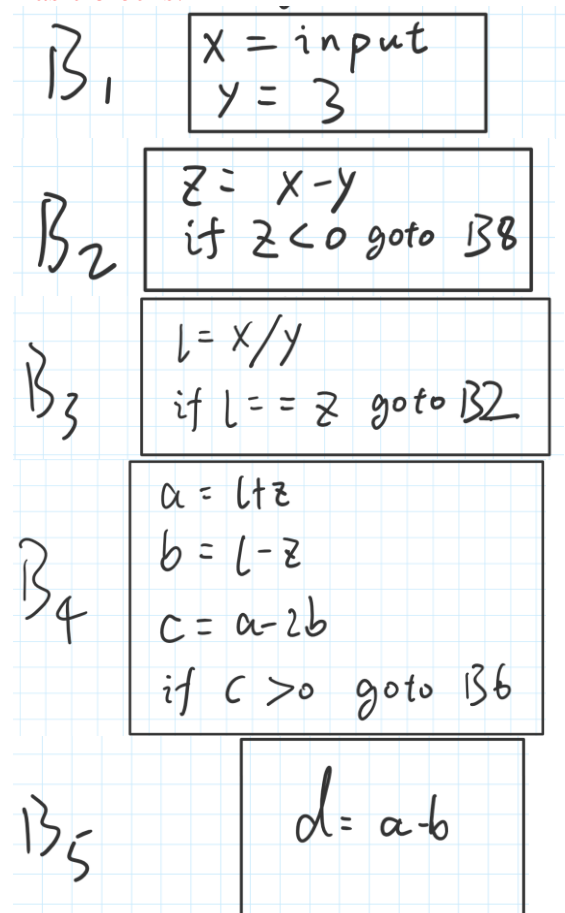 B1
x = input
y = 3
B2
z = x-y
if z<0 goto B8
B3
l = x/y
if l == z goto B2
B4
a = l+z
b = l-z
c = a-2b
if c >0 goto B6
B5
d= a-b